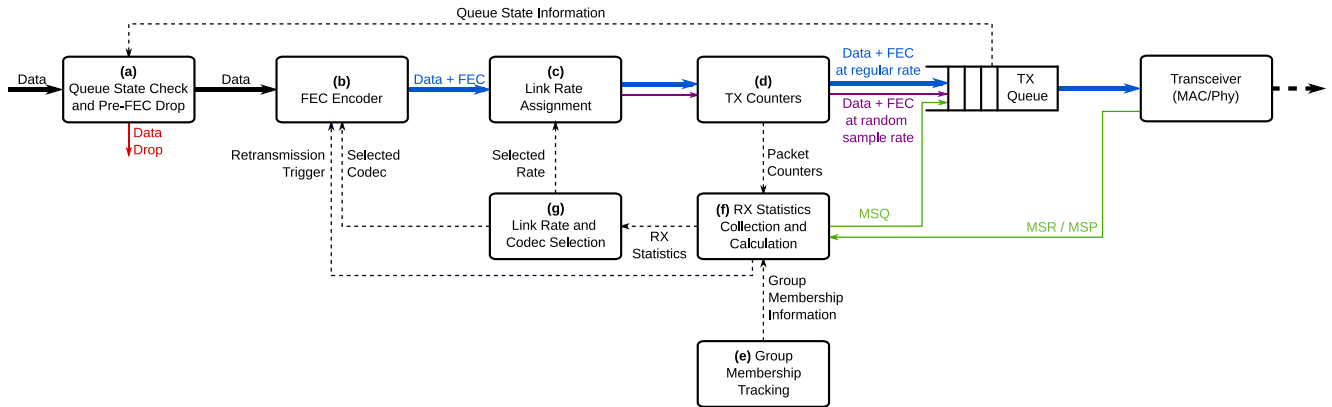 Queue State Information
Data
(a)
Queue State Check
and Pre-FEC Drop
Data
(b)
FEC Encoder
Data + FEC
(c)
Link Rate
Assignment
(d)
TX Counters
Data + FEC
at regular rate
Data + FEC
at random
sample rate
TX
Queue
Transceiver
(MAC/Phy)
Data
Drop
Retransmission
Trigger
Selected
Codec
Selected
Rate
Packet
Counters
(g)
Link Rate and
Codec Selection
RX
Statistics
(f) RX Statistics
Collection and
Calculation
MSQ
MSR / MSP
Group
Membership
Information
(e) Group
Membership
Tracking